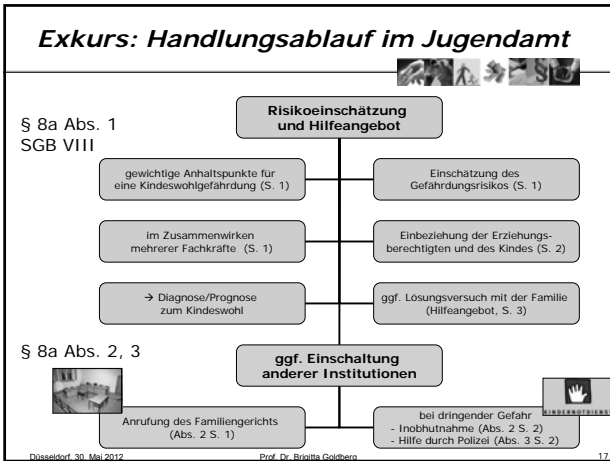 Exkurs: Handlungsablauf im Jugendamt
§ 8a Abs. 1
SGB VIII
Risikoeinschätzung
und Hilfeangebot
gewichtige Anhaltspunkte für
eine Kindeswohlgefährdung (S. 1)
Einschätzung des
Gefährdungsrisikos (S. 1)
im Zusammenwirken
mehrerer Fachkräfte (S. 1)
Einbeziehung der Erziehungs-
berechtigten und des Kindes (S. 2)
→ Diagnose/Prognose
zum Kindeswohl
ggf. Lösungsversuch mit der Familie
(Hilfeangebot, S. 3)
§ 8a Abs. 2, 3
ggf. Einschaltung
anderer Institutionen
KINDERNOTDIENST
Anrufung des Familiengerichts
(Abs. 2 S. 1)
bei dringender Gefahr
- Inobhutnahme (Abs. 2 S. 2)
- Hilfe durch Polizei (Abs. 3 S. 2)
Düsseldorf, 30. Mai 2012
Prof. Dr. Brigitta Goldberg
17